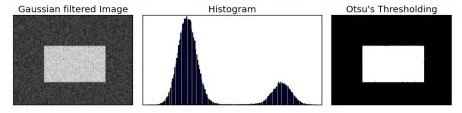 Gaussian filtered Image
Histogram
Otsu's Thresholding